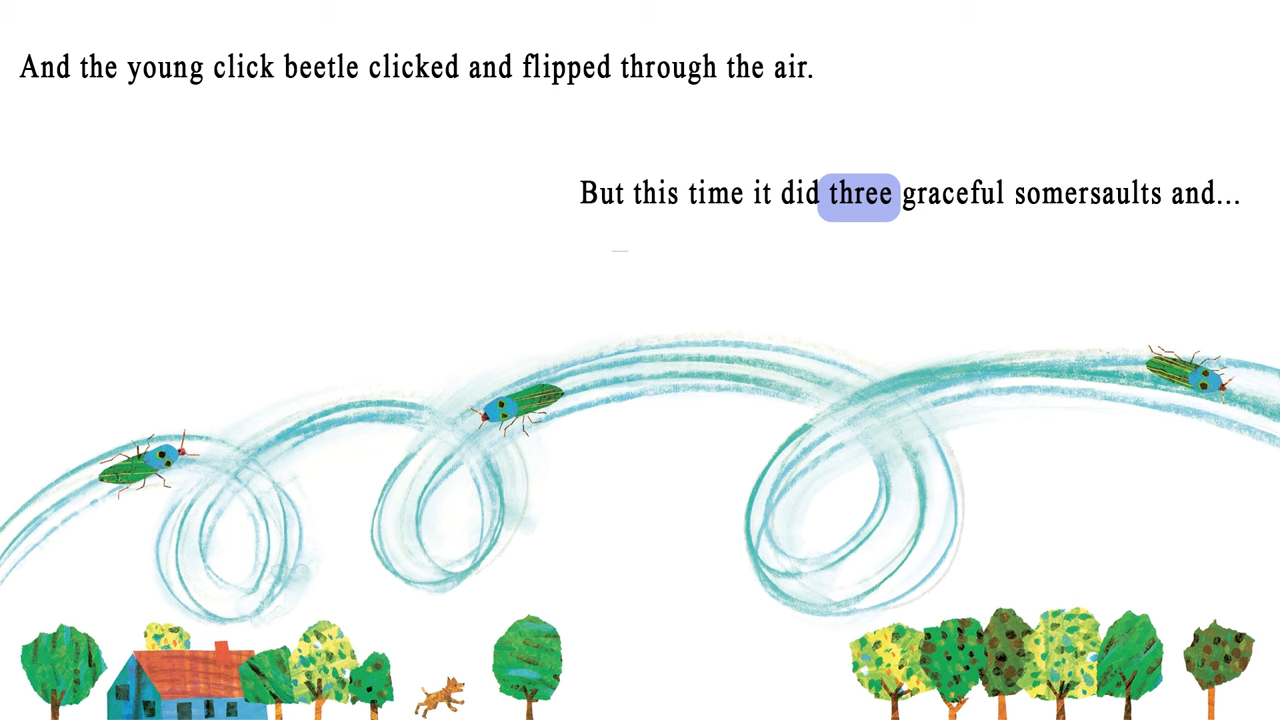 And the young click beetle clicked and flipped through the air.
But this time it did three graceful somersaults and...